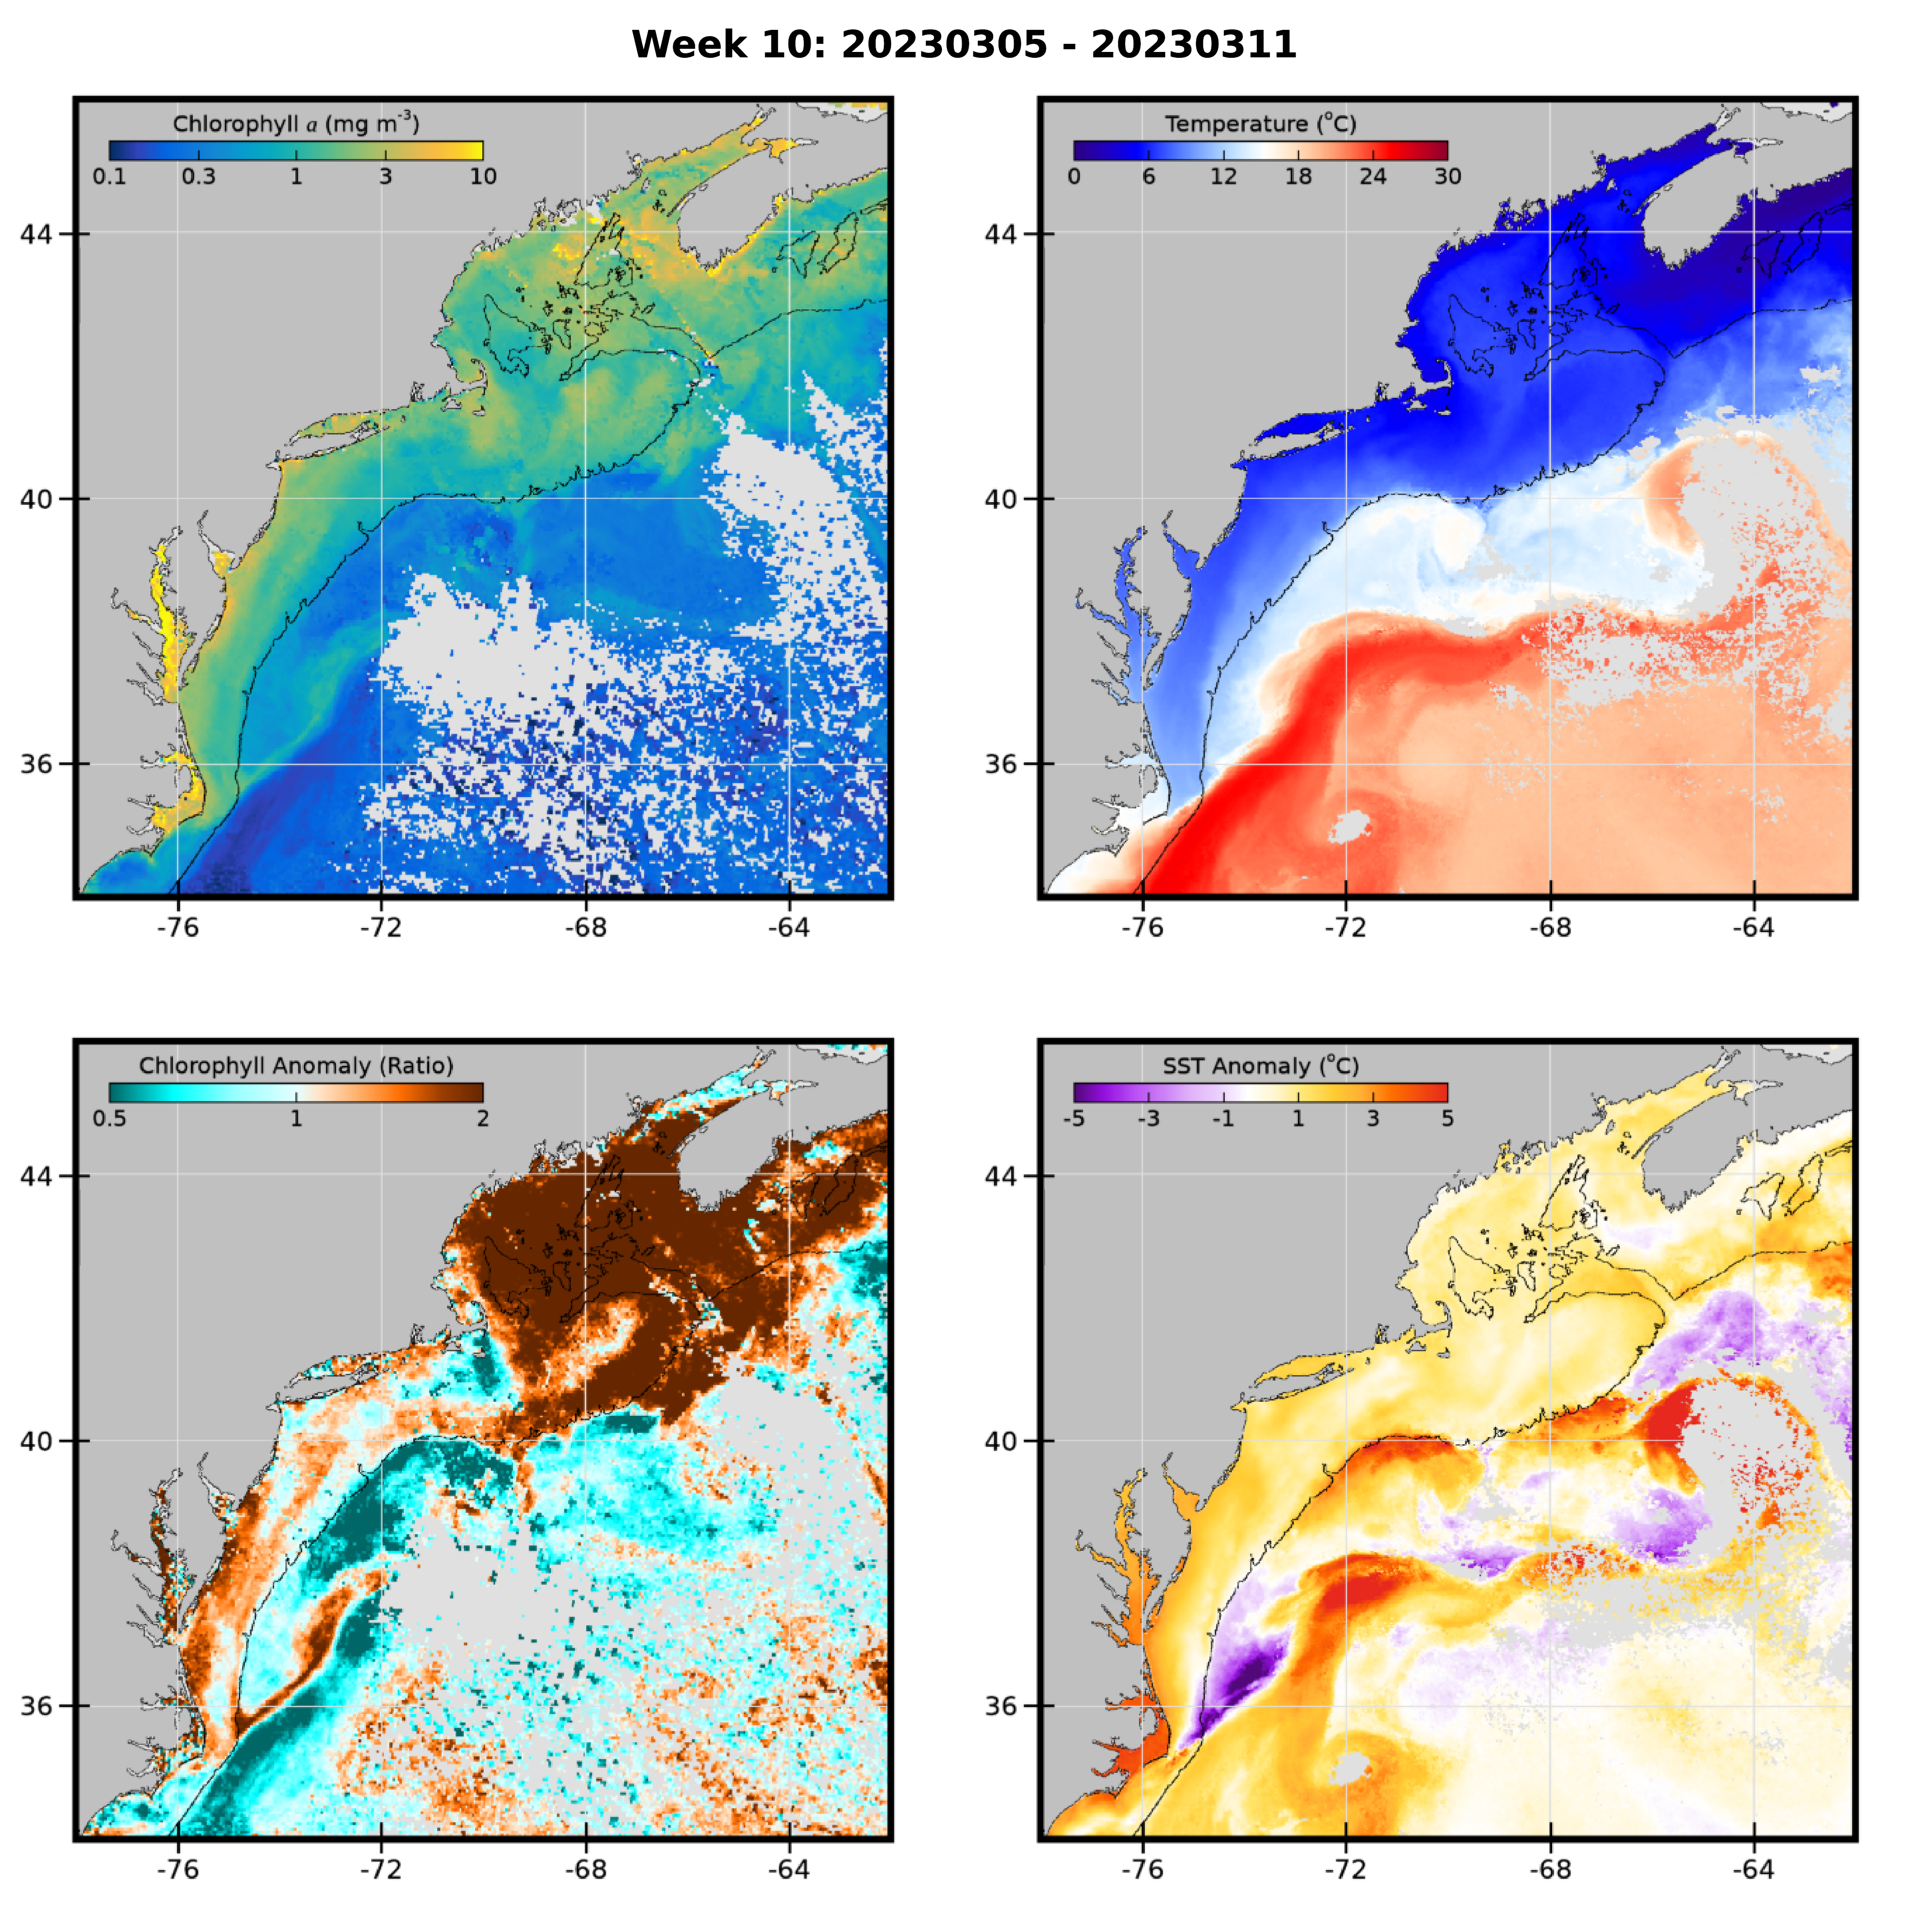 Week 10: 20230305 - 20230311
Chlorophyll a (mg m⁻³)
0.1 0.3 1 3 10
44
40
36
-76 -72 -68 -64
Temperature (°C)
0 6 12 18 24 30
44
40
36
-76 -72 -68 -64
Chlorophyll Anomaly (Ratio)
0.5 1 2
44
40
36
-76 -72 -68 -64
SST Anomaly (°C)
-5 -3 -1 1 3 5
44
40
36
-76 -72 -68 -64